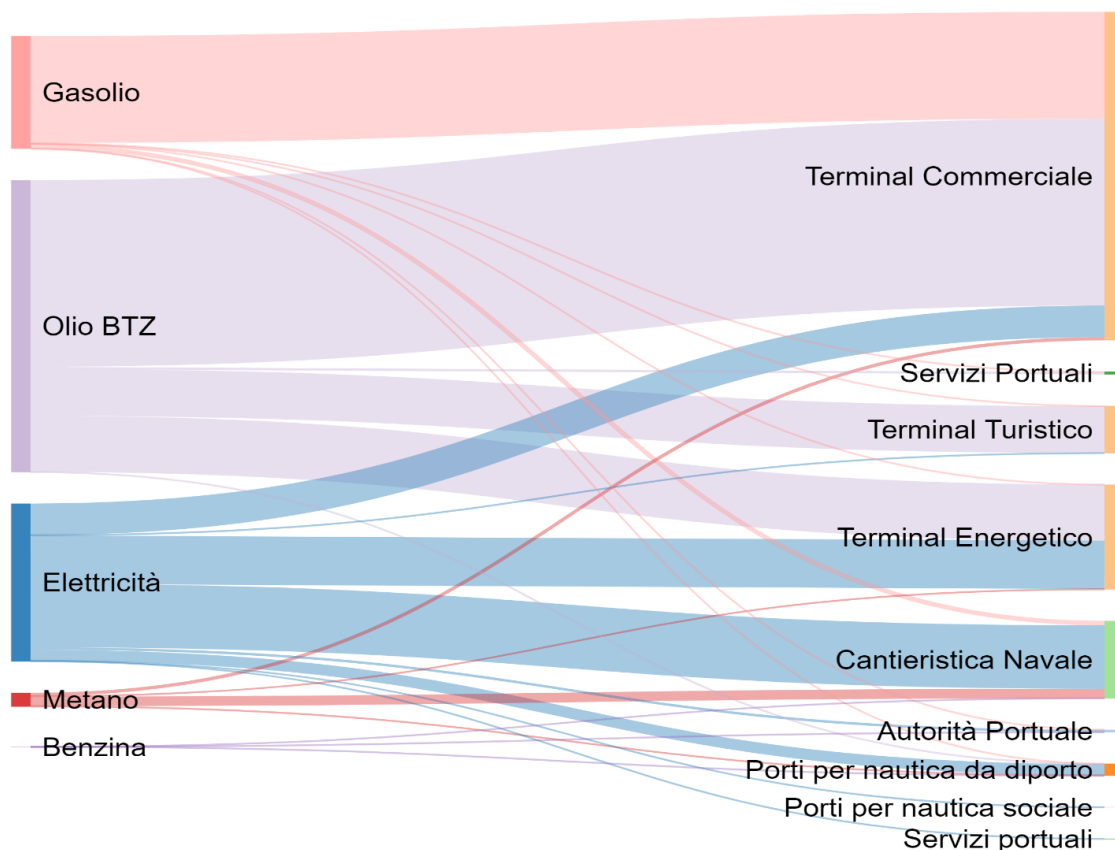 Gasolio
Olio BTZ
Elettricità
Metano
Benzina
Terminal Commerciale
Servizi Portuali
Terminal Turistico
Terminal Energetico
Cantieristica Navale
Autorità Portuale
Porti per nautica da diporto
Porti per nautica sociale
Servizi portuali